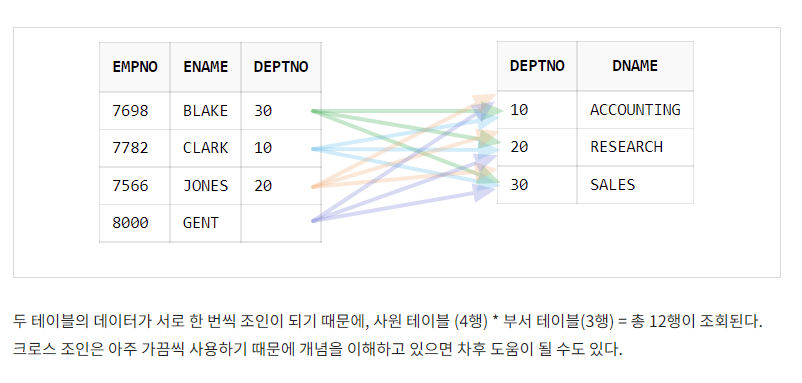 EMPNO ENAME DEPTNO DEPTNO DNAME
7698 BLAKE 30 10 ACCOUNTING
7782 CLARK 10 20 RESEARCH
7566 JONES 20 30 SALES
8000 GENT
두 테이블의 데이터가 서로 한 번씩 조인이 되기 때문에, 사원 테이블 (4행) * 부서 테이블(3행) = 총 12행이 조회된다.
크로스 조인은 아주 가끔씩 사용하기 때문에 개념을 이해하고 있으면 차후 도움이 될 수도 있다.